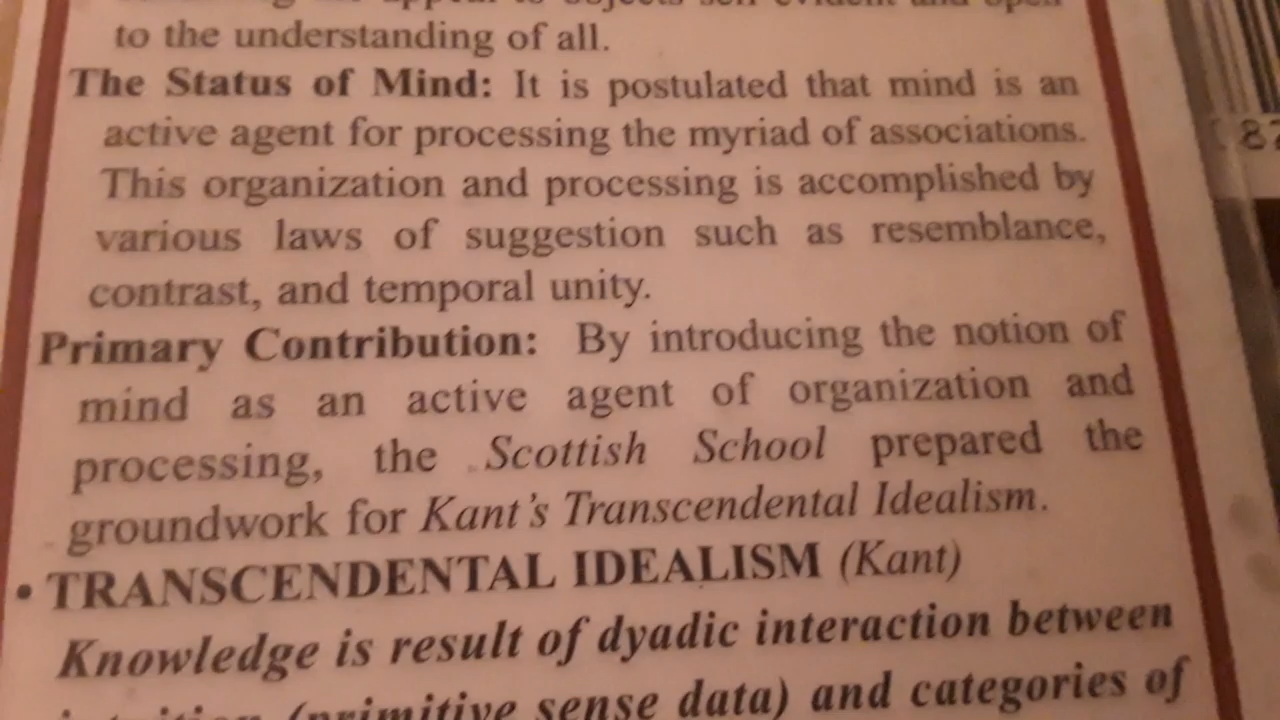 to the understanding of all.
The Status of Mind: It is postulated that mind is an
active agent for processing the myriad of associations.
This organization and processing is accomplished by
various laws of suggestion such as resemblance,
contrast, and temporal unity.
Primary Contribution: By introducing the notion of
mind as an active agent of organization and
processing, the Scottish School prepared the
groundwork for Kant's Transcendental Idealism.
• TRANSCENDENTAL IDEALISM (Kant)
Knowledge is result of dyadic interaction between
(primitive sense data) and categories of